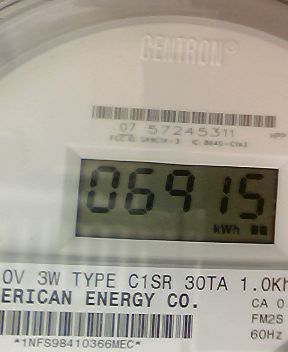 CENTRON®
07 57245311
06915
kWh
0V 3W TYPE C1SR 30TA 1.0Kh
ERICAN ENERGY CO.
CA 0
FM2S
60Hz
*1NFS98410366MEC*